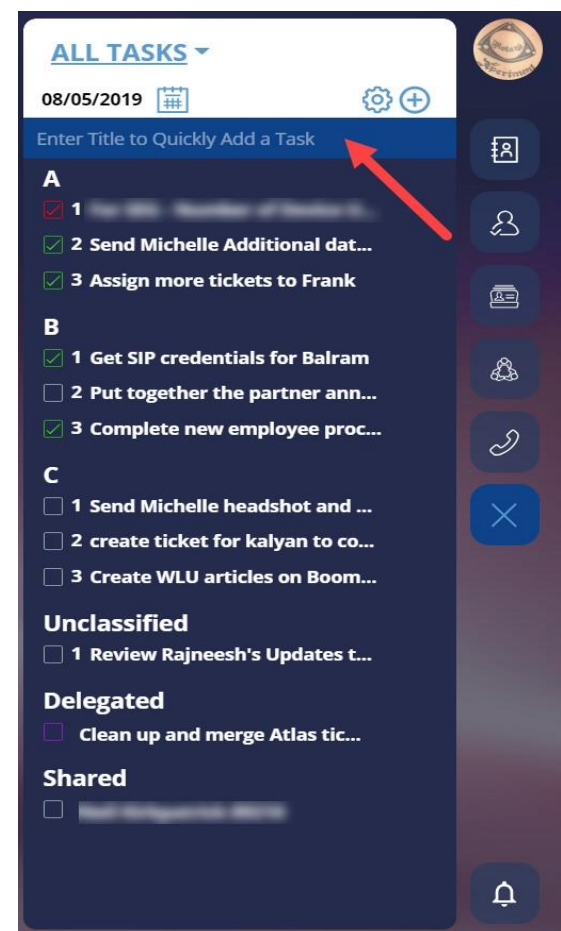 ALL TASKS
08/05/2019
Enter Title to Quickly Add a Task
A
1
2 Send Michelle Additional dat...
3 Assign more tickets to Frank
B
1 Get SIP credentials for Balram
2 Put together the partner ann...
3 Complete new employee proc...
C
1 Send Michelle headshot and ...
2 create ticket for kalyan to co...
3 Create WLU articles on Boom...
Unclassified
1 Review Rajneesh's Updates t...
Delegated
Clean up and merge Atlas tic...
Shared